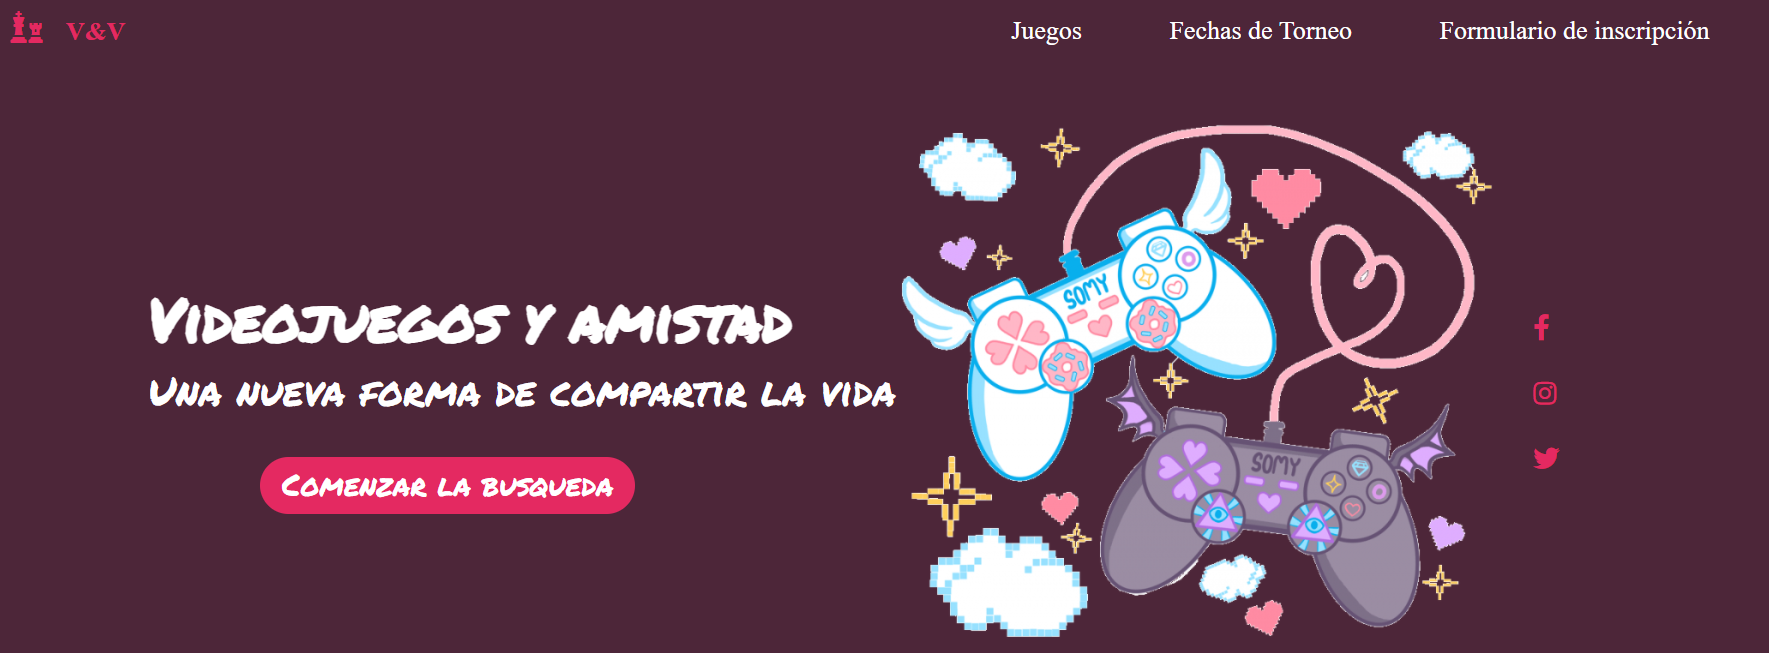 V&V
Juegos
Fechas de Torneo
Formulario de inscripción
Videojuegos y amistad
Una nueva forma de compartir la vida
Comenzar la busqueda
SOMY
SOMY